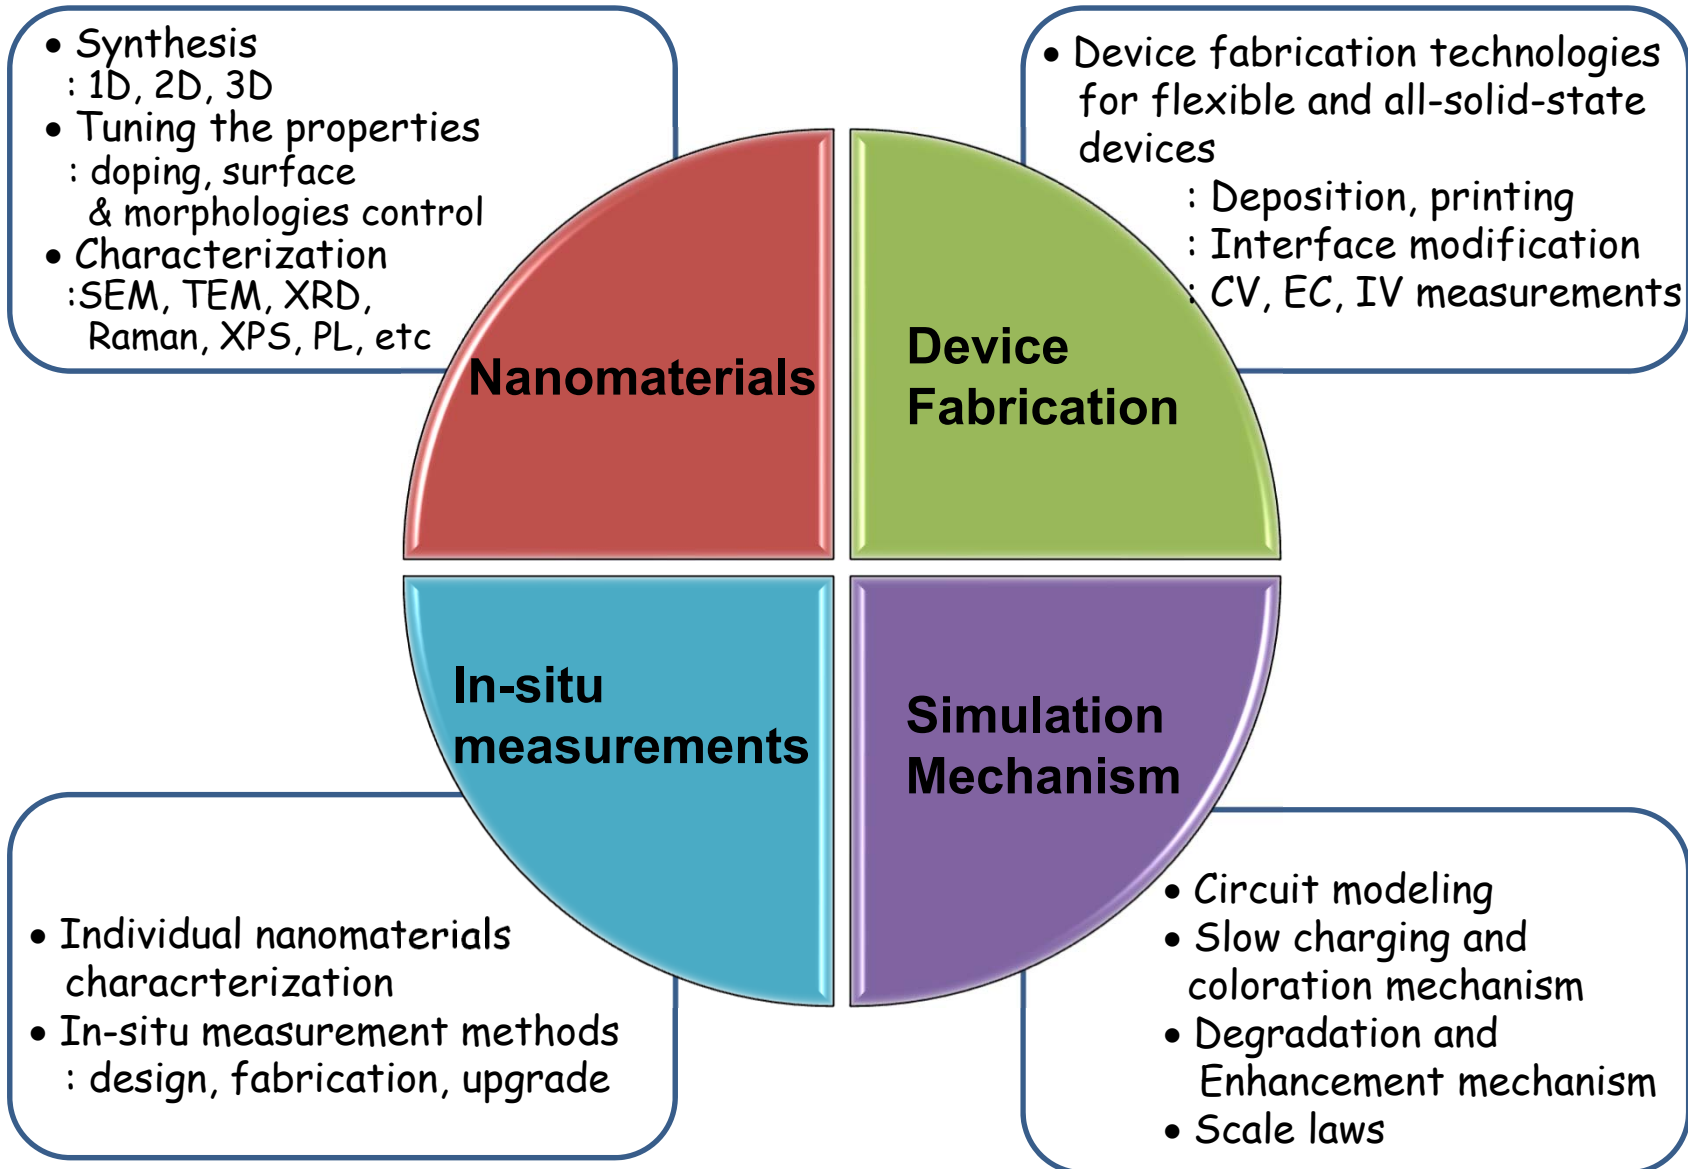 • Synthesis
: 1D, 2D, 3D
• Tuning the properties
: doping, surface
& morphologies control
• Characterization
:SEM, TEM, XRD,
Raman, XPS, PL, etc
• Device fabrication technologies
for flexible and all-solid-state
devices
: Deposition, printing
: Interface modification
: CV, EC, IV measurements
Nanomaterials
Device
Fabrication
In-situ
measurements
Simulation
Mechanism
• Individual nanomaterials
characrterization
• In-situ measurement methods
: design, fabrication, upgrade
• Circuit modeling
• Slow charging and
coloration mechanism
• Degradation and
Enhancement mechanism
• Scale laws